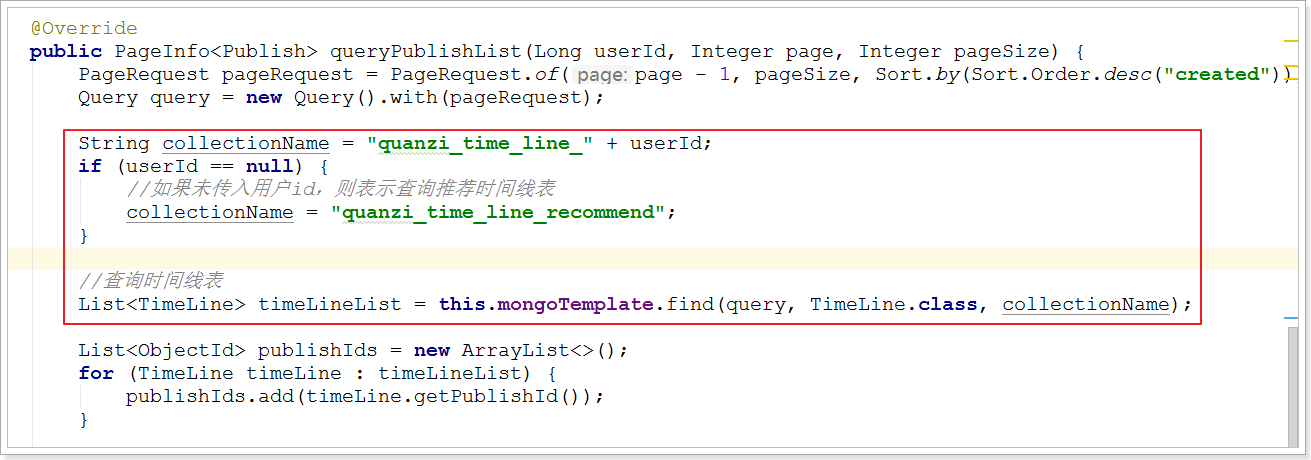 @Override
public PageInfo<Publish> queryPublishList(Long userId, Integer page, Integer pageSize) {
PageRequest pageRequest = PageRequest.of( page: page - 1, pageSize, Sort.by(Sort.Order.desc("created"))
Query query = new Query().with(pageRequest);
String collectionName = "quanzi_time_line_" + userId;
if (userId == null) {
//如果未传入用户id，则表示查询推荐时间线表
collectionName = "quanzi_time_line_recommend";
}
//查询时间线表
List<TimeLine> timeLineList = this.mongoTemplate.find(query, TimeLine.class, collectionName);
List<ObjectId> publishIds = new ArrayList<>();
for (TimeLine timeLine : timeLineList) {
publishIds.add(timeLine.getPublishId());
}